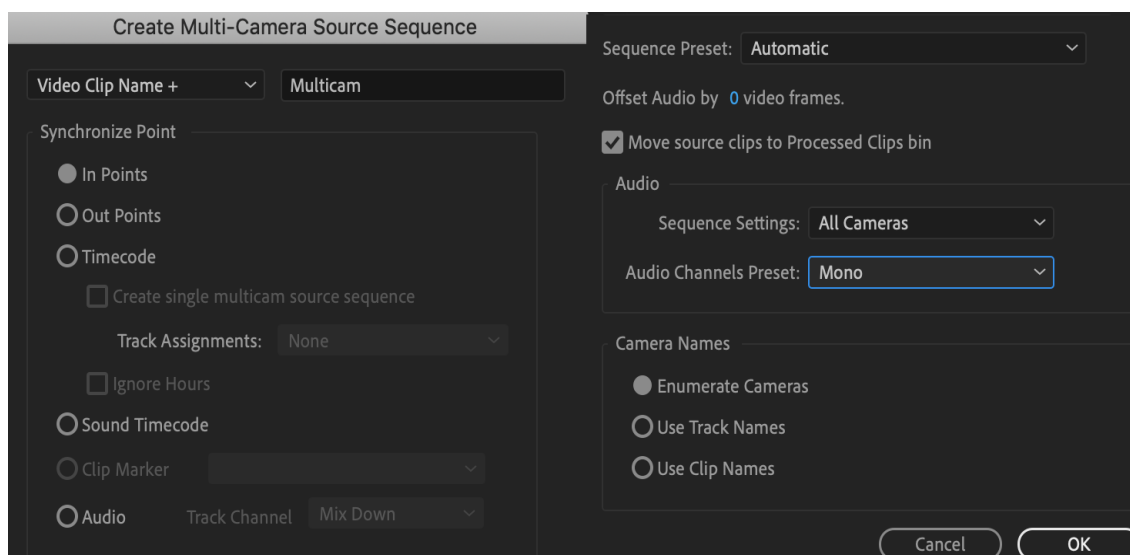 Create Multi-Camera Source Sequence
Video Clip Name +
Multicam
Synchronize Point
In Points
Out Points
Timecode
Create single multicam source sequence
Track Assignments: None
Ignore Hours
Sound Timecode
Clip Marker
Audio Track Channel Mix Down
Sequence Preset: Automatic
Offset Audio by 0 video frames.
Move source clips to Processed Clips bin
Audio
Sequence Settings: All Cameras
Audio Channels Preset: Mono
Camera Names
Enumerate Cameras
Use Track Names
Use Clip Names
Cancel OK